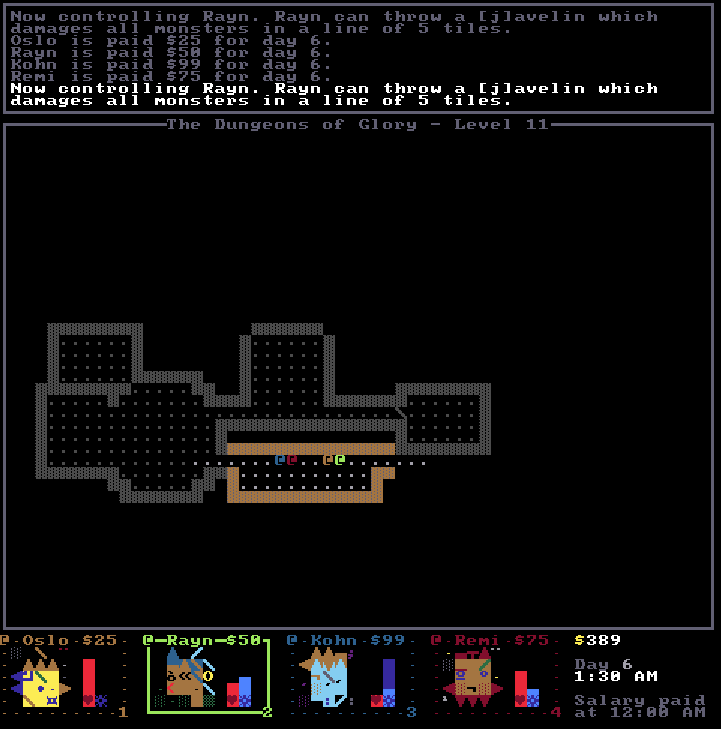 Now controlling Rayn. Rayn can throw a [j]avelin which
damages all monsters in a line of 5 tiles.
Oslo is paid $25 for day 6.
Rayn is paid $50 for day 6.
Kohn is paid $99 for day 6.
Remi is paid $75 for day 6.
Now controlling Rayn. Rayn can throw a [j]avelin which
damages all monsters in a line of 5 tiles.
The Dungeons of Glory - Level 11
@@ @@
@ Oslo $25 @ Rayn $50 @ Kohn $99 @ Remi $75 $389
Day 6
1:30 AM
Salary paid
at 12:00 AM
1 2 3 4